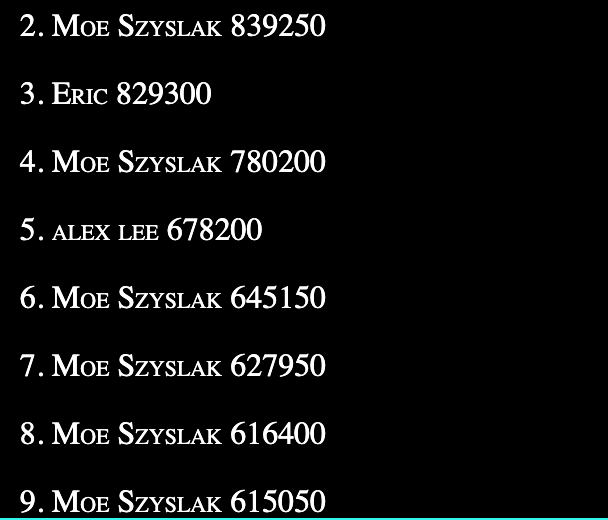 2. Moe Szyslak 839250
3. Eric 829300
4. Moe Szyslak 780200
5. alex lee 678200
6. Moe Szyslak 645150
7. Moe Szyslak 627950
8. Moe Szyslak 616400
9. Moe Szyslak 615050